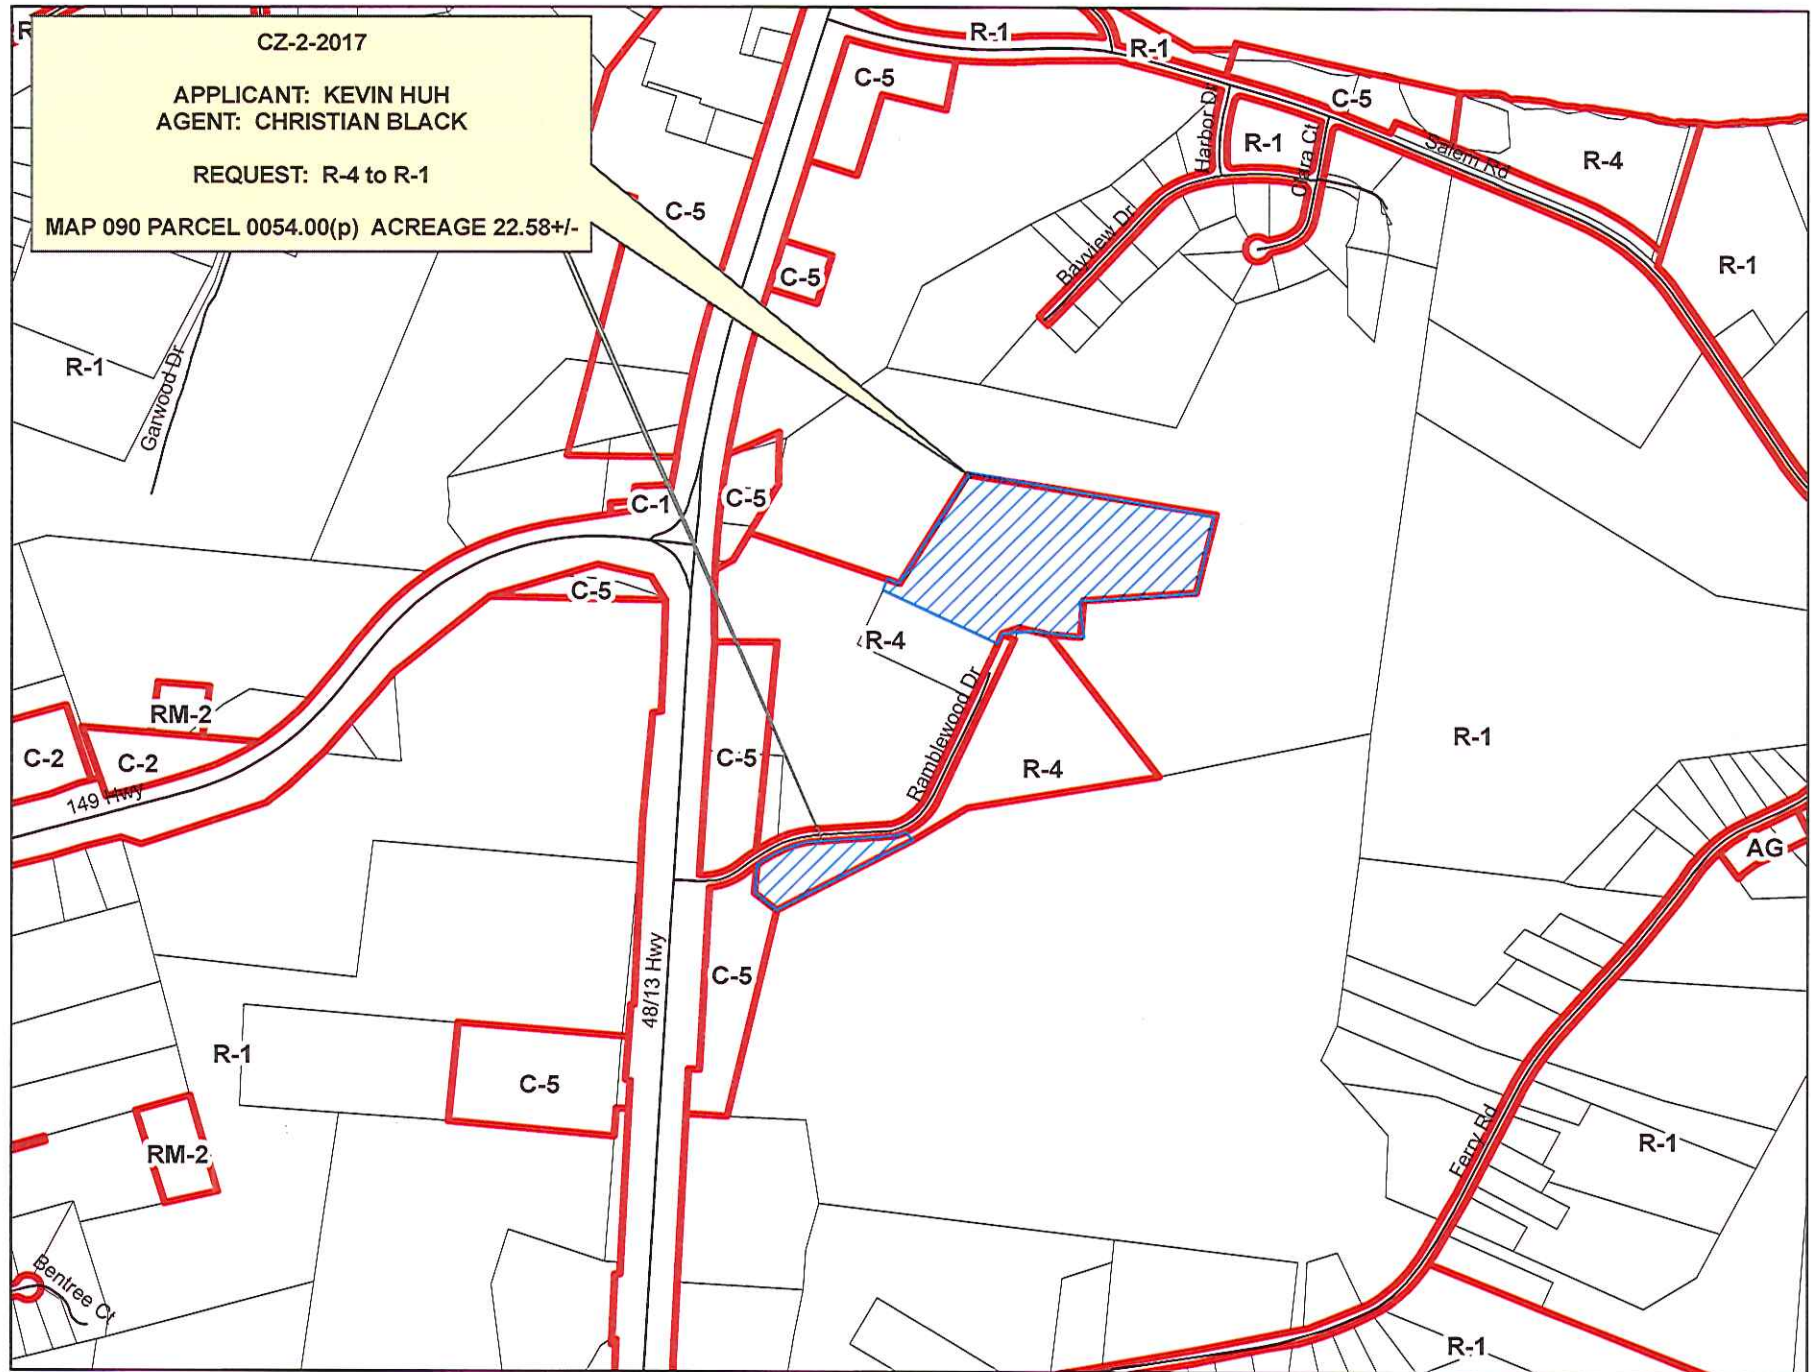 CZ-2-2017
APPLICANT: KEVIN HUH
AGENT: CHRISTIAN BLACK
REQUEST: R-4 to R-1
MAP 090 PARCEL 0054.00(p) ACREAGE 22.58+/-
R
R-1
R-1
C-5
C-5
Harbor Dr
R-1
Clara Ct
Salem Rd
R-4
C-5
Bayview Dr
C-5
R-1
R-1
Garwood Dr
C-1
C-5
C-5
R-4
RM-2
Ramblewood Dr
C-2
C-2
C-5
R-4
R-1
149 Hwy
AG
48/13 Hwy
C-5
R-1
C-5
Ferry Rd
R-1
RM-2
Bentree Ct
R-1